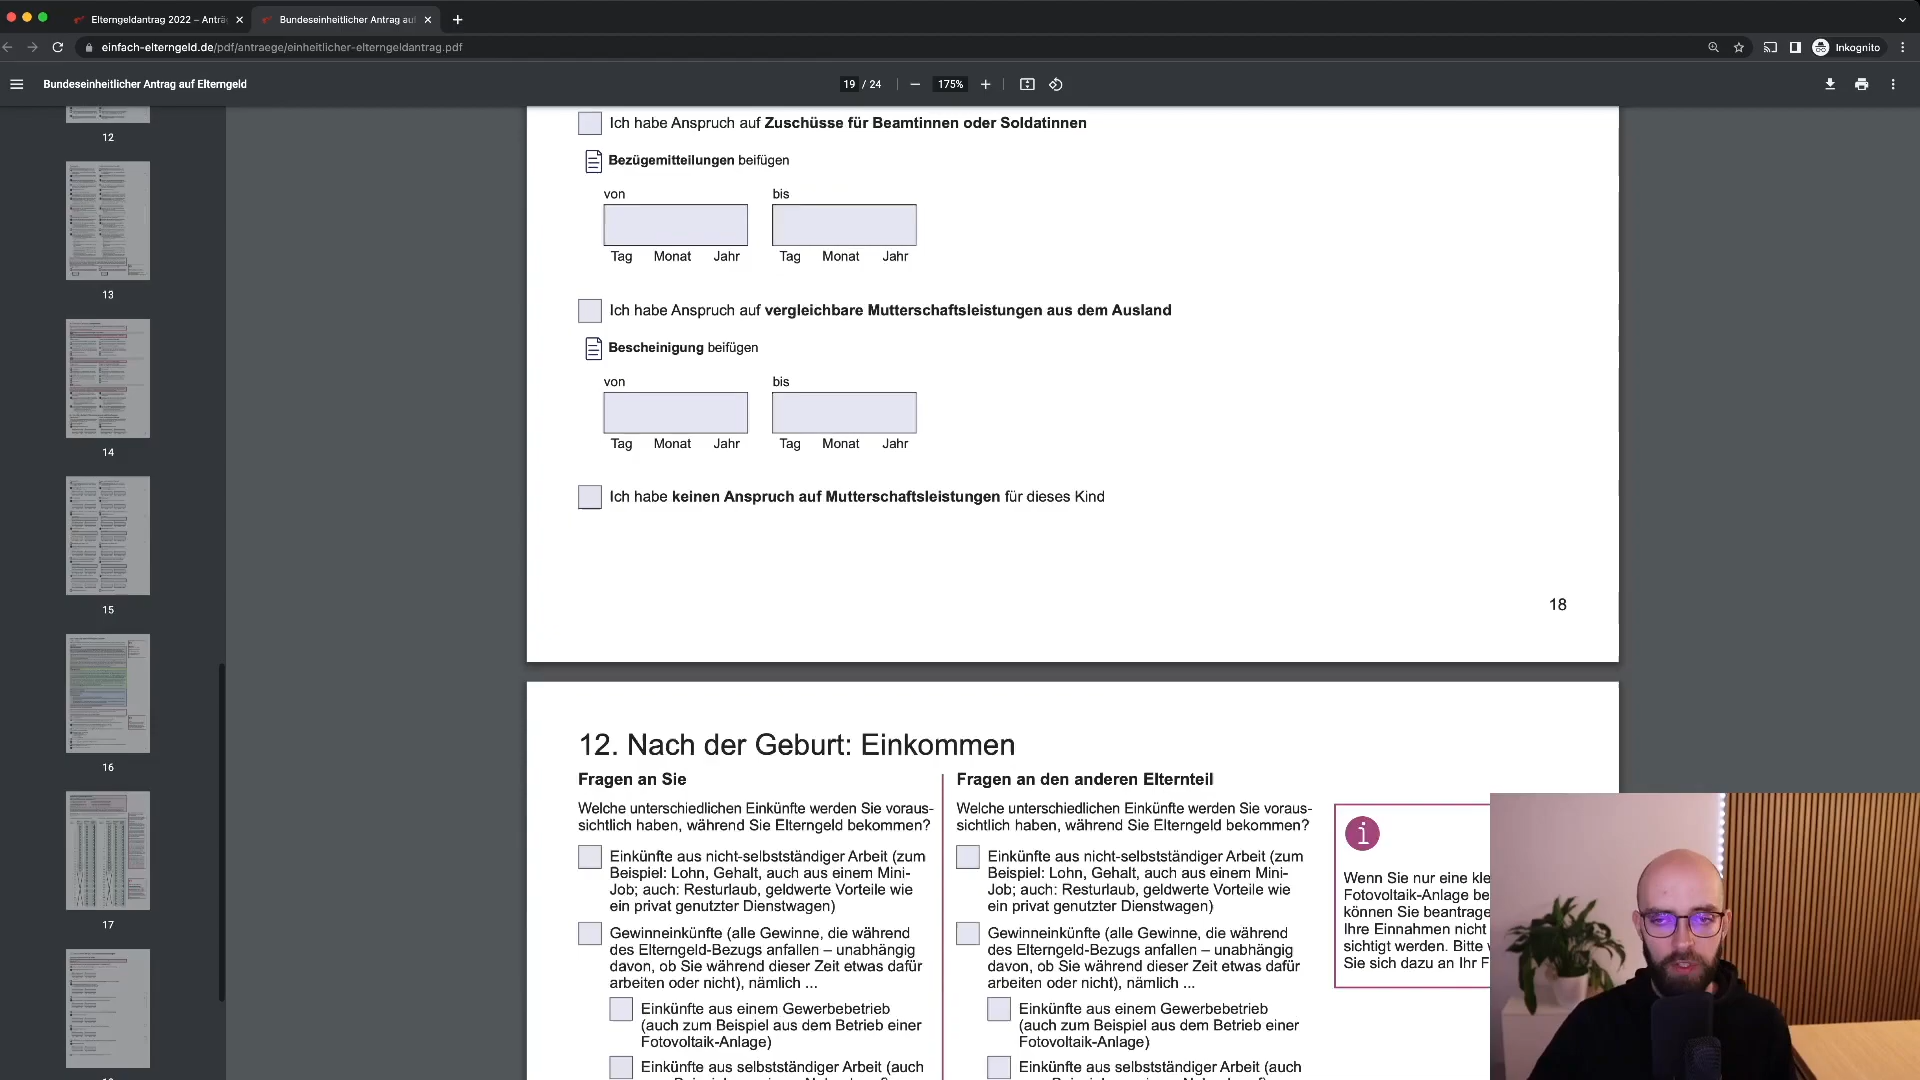 Elterngeldantrag 2022 – Anträ
Bundeseinheitlicher Antrag au
einfach-elterngeld.de/pdf/antraege/einheitlicher-elterngeldantrag.pdf
Inkognito
Bundeseinheitlicher Antrag auf Elterngeld
19 / 24
175%
12
13
14
15
16
17
Ich habe Anspruch auf Zuschüsse für Beamtinnen oder Soldatinnen
Bezügemitteilungen beifügen
von bis
Tag Monat Jahr Tag Monat Jahr
Ich habe Anspruch auf vergleichbare Mutterschaftsleistungen aus dem Ausland
Bescheinigung beifügen
von bis
Tag Monat Jahr Tag Monat Jahr
Ich habe keinen Anspruch auf Mutterschaftsleistungen für dieses Kind
18
12. Nach der Geburt: Einkommen
Fragen an Sie
Welche unterschiedlichen Einkünfte werden Sie voraus-
sichtlich haben, während Sie Elterngeld bekommen?
Einkünfte aus nicht-selbstständiger Arbeit (zum
Beispiel: Lohn, Gehalt, auch aus einem Mini-
Job; auch: Resturlaub, geldwerte Vorteile wie
ein privat genutzter Dienstwagen)
Gewinneinkünfte (alle Gewinne, die während
des Elterngeld-Bezugs anfallen – unabhängig
davon, ob Sie während dieser Zeit etwas dafür
arbeiten oder nicht), nämlich ...
Einkünfte aus einem Gewerbebetrieb
(auch zum Beispiel aus dem Betrieb einer
Fotovoltaik-Anlage)
Einkünfte aus selbstständiger Arbeit (auch
Fragen an den anderen Elternteil
Welche unterschiedlichen Einkünfte werden Sie voraus-
sichtlich haben, während Sie Elterngeld bekommen?
Einkünfte aus nicht-selbstständiger Arbeit (zum
Beispiel: Lohn, Gehalt, auch aus einem Mini-
Job; auch: Resturlaub, geldwerte Vorteile wie
ein privat genutzter Dienstwagen)
Gewinneinkünfte (alle Gewinne, die während
des Elterngeld-Bezugs anfallen – unabhängig
davon, ob Sie während dieser Zeit etwas dafür
arbeiten oder nicht), nämlich ...
Einkünfte aus einem Gewerbebetrieb
(auch zum Beispiel aus dem Betrieb einer
Fotovoltaik-Anlage)
Einkünfte aus selbstständiger Arbeit (auch
i
Wenn Sie nur eine kle
Fotovoltaik-Anlage be
können Sie beantrage
Ihre Einnahmen nicht
sichtigt werden. Bitte
Sie sich dazu an Ihr F